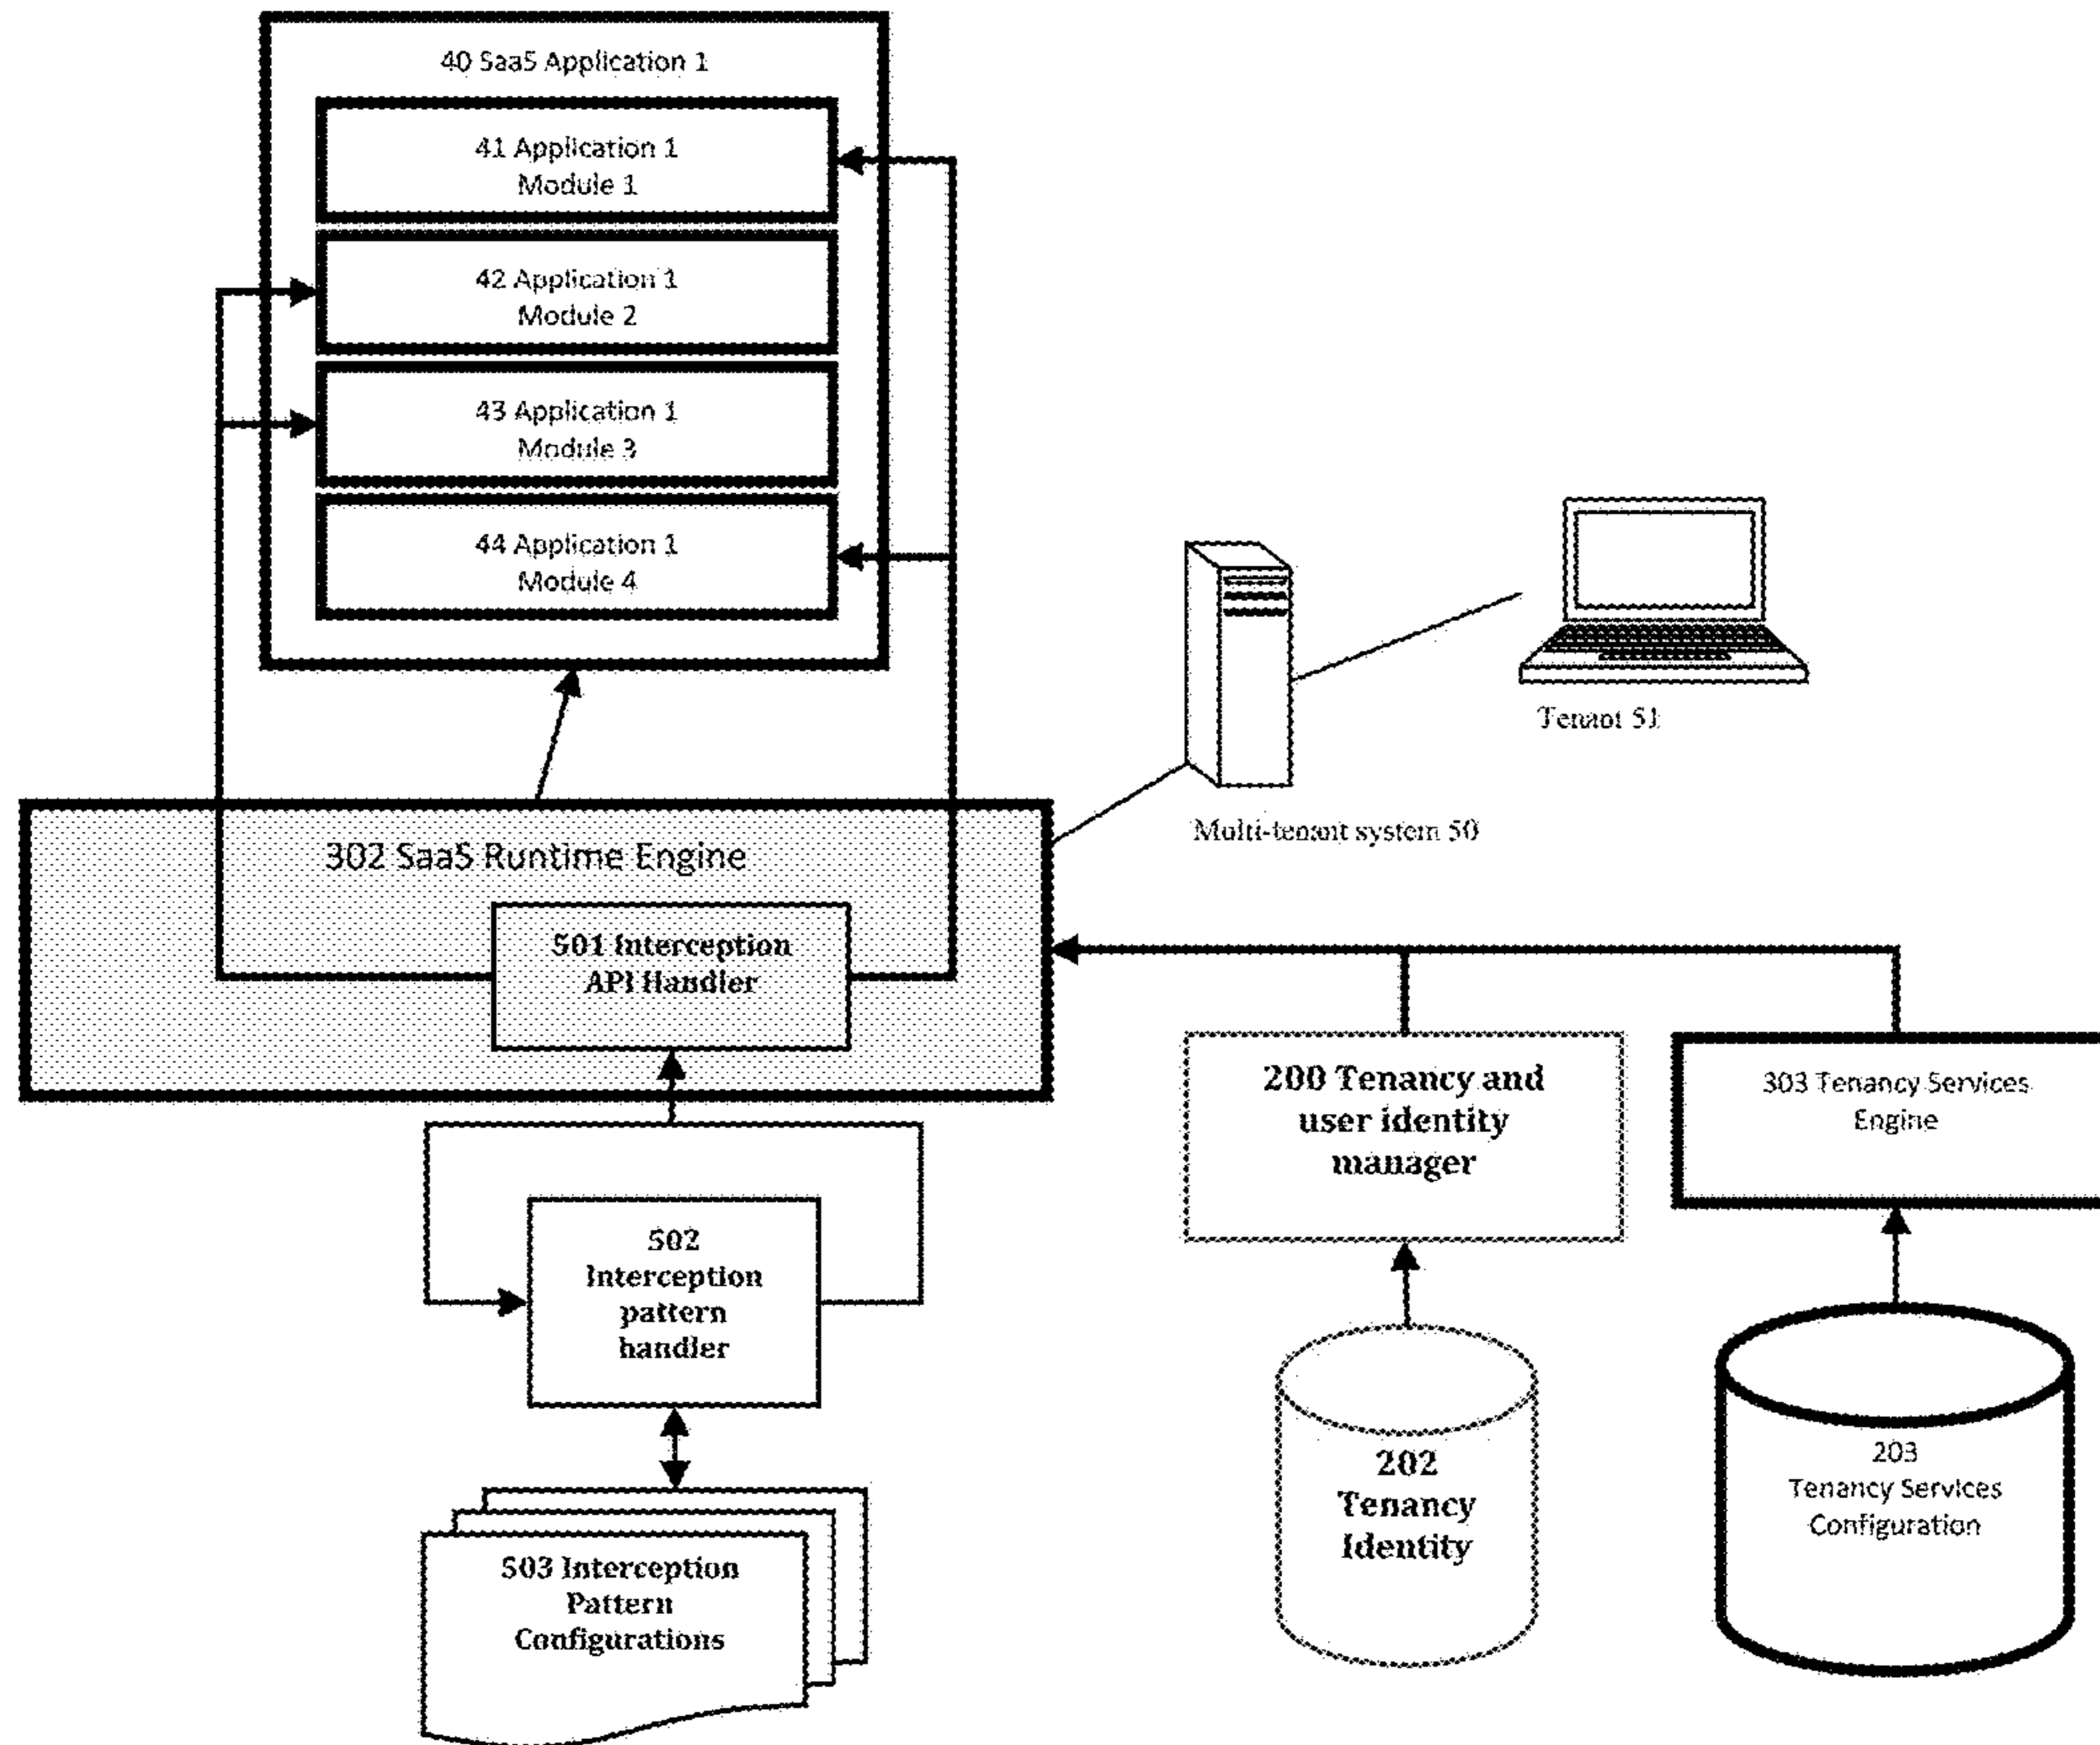 40 SaaS Application 1
41 Application 1
Module 1
42 Application 1
Module 2
43 Application 1
Module 3
44 Application 1
Module 4
Tenant 51
Multi-tenant system 50
302 SaaS Runtime Engine
501 Interception
API Handler
200 Tenancy and
user identity
manager
303 Tenancy Services
Engine
502
Interception
pattern
handler
202
Tenancy
Identity
203
Tenancy Services
Configuration
503 Interception
Pattern
Configurations